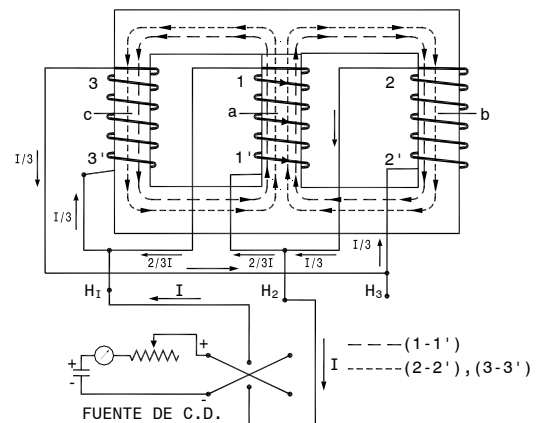 3 1 2
c a b
3' 1' 2'
I/3
I/3
2/3I 2/3I I/3 I/3
H1 I H2 H3
I
+
+
-
-
(1-1')
(2-2'),(3-3')
FUENTE DE C.D.